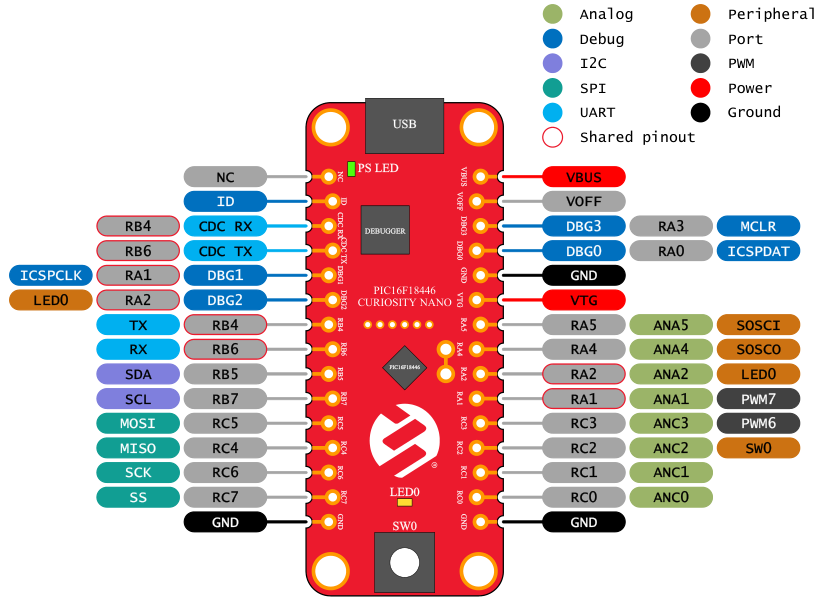 Analog Peripheral
Debug Port
I2C PWM
SPI Power
UART Ground
Shared pinout
USB
PS LED
DEBUGGER
PIC16F18446
CURIOSITY NANO
PIC16F18446
®
LED0
SW0
NC NC VBUS VBUS
ID ID VOFF VOFF
RB4 CDC RX CDC RX DBG3 DBG3 RA3 MCLR
RB6 CDC TX CDC TX DBG0 DBG0 RA0 ICSPDAT
ICSPCLK RA1 DBG1 DBG1 GND GND
LED0 RA2 DBG2 DBG2 VTG VTG
TX RB4 RB4 RA5 RA5 ANA5 SOSCI
RX RB6 RB6 RA4 RA4 ANA4 SOSCO
SDA RB5 RB5 RA2 RA2 ANA2 LED0
SCL RB7 RB7 RA1 RA1 ANA1 PWM7
MOSI RC5 RC5 RC3 RC3 ANC3 PWM6
MISO RC4 RC4 RC2 RC2 ANC2 SW0
SCK RC6 RC6 RC1 RC1 ANC1
SS RC7 RC7 RC0 RC0 ANC0
GND GND GND GND